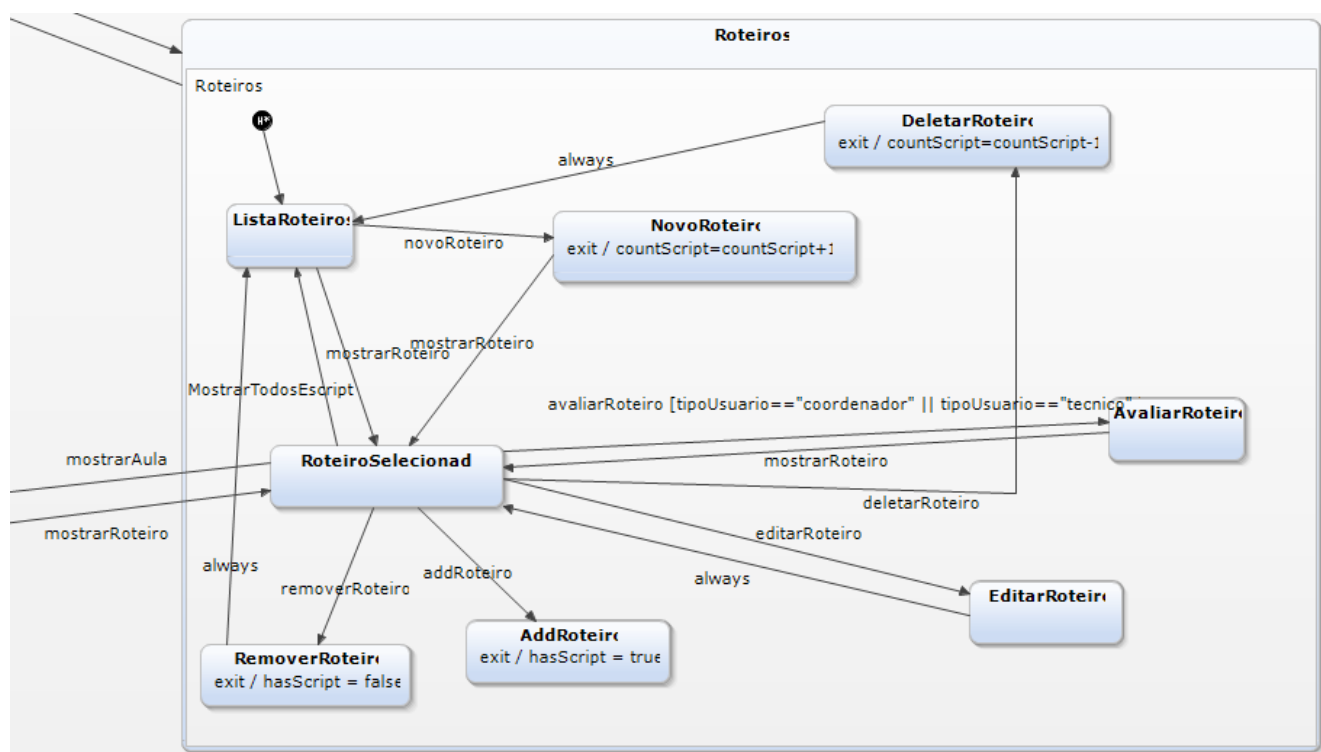 Roteiros
Roteiros
H*
DeletarRoteiro
exit / countScript=countScript-1
always
ListaRoteiros
NovoRoteiro
exit / countScript=countScript+1
novoRoteiro
mostrarRoteiro
mostrarRoteiro
MostrarTodosEscript
avaliarRoteiro [tipoUsuario=="coordenador" || tipoUsuario=="tecnico"
AvaliarRoteiro
mostrarAula
RoteiroSelecionad
mostrarRoteiro
deletarRoteiro
mostrarRoteiro
editarRoteiro
always
addRoteiro
always
removerRoteiro
EditarRoteiro
AddRoteiro
exit / hasScript = true
RemoverRoteiro
exit / hasScript = false